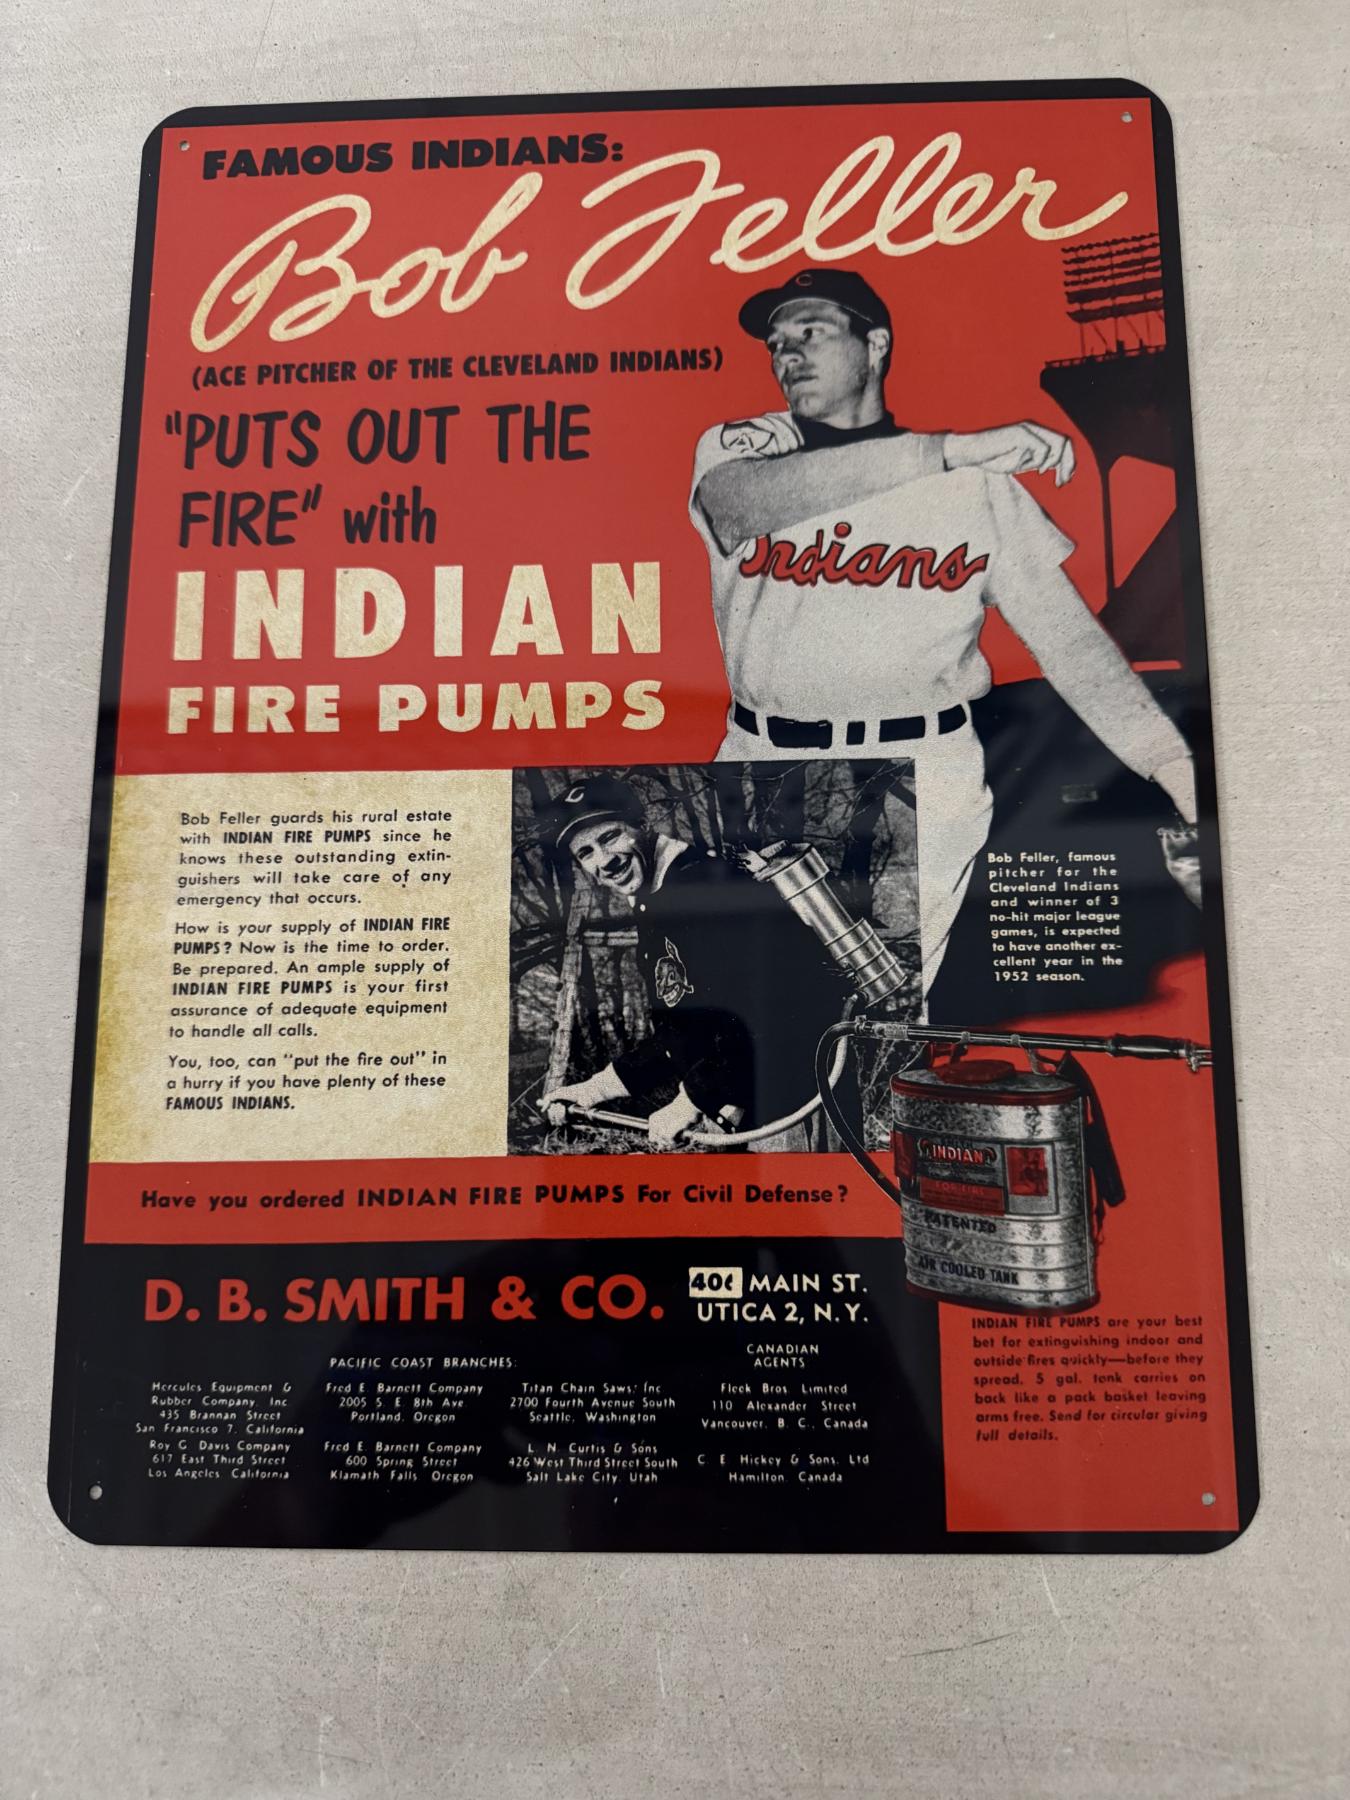 FAMOUS INDIANS:
Bob Feller
(ACE PITCHER OF THE CLEVELAND INDIANS)
"PUTS OUT THE
FIRE" with
INDIAN
FIRE PUMPS
C
Indians
Bob Feller guards his rural estate
with INDIAN FIRE PUMPS since he
knows these outstanding extin-
guishers will take care of any
emergency that occurs.
How is your supply of INDIAN FIRE
PUMPS? Now is the time to order.
Be prepared. An ample supply of
INDIAN FIRE PUMPS is your first
assurance of adequate equipment
to handle all calls.
You, too, can "put the fire out" in
a hurry if you have plenty of these
FAMOUS INDIANS.
C
Bob Feller, famous
pitcher for the
Cleveland Indians
and winner of 3
no-hit major league
games, is expected
to have another ex-
cellent year in the
1952 season.
INDIAN
FOR FIRE
PATENTED
AIR COOLED TANK
Have you ordered INDIAN FIRE PUMPS For Civil Defense?
D. B. SMITH & CO.
MAIN ST.
UTICA 2, N. Y.
PACIFIC COAST BRANCHES:
CANADIAN
AGENTS
Hercules Equipment &
Rubber Company, Inc.
435 Brannan Street
San Francisco 7, California
Fred E. Barnett Company
2005 S. E. 8th Ave.
Portland, Oregon
Titan Chain Saws, Inc
2700 Fourth Avenue South
Seattle, Washington
Fleck Bros. Limited
110 Alexander Street
Vancouver, B. C., Canada
Roy G Davis Company
617 East Third Street
Los Angeles, California
Fred E. Barnett Company
600 Spring Street
Klamath Falls, Oregon
L. N. Curtis & Sons
426 West Third Street South
Salt Lake City, Utah
C. E. Hickey & Sons, Ltd
Hamilton, Canada
INDIAN FIRE PUMPS are your best
bet for extinguishing indoor and
outside fires quickly—before they
spread. 5 gal. tank carries on
back like a pack basket leaving
arms free. Send for circular giving
full details.